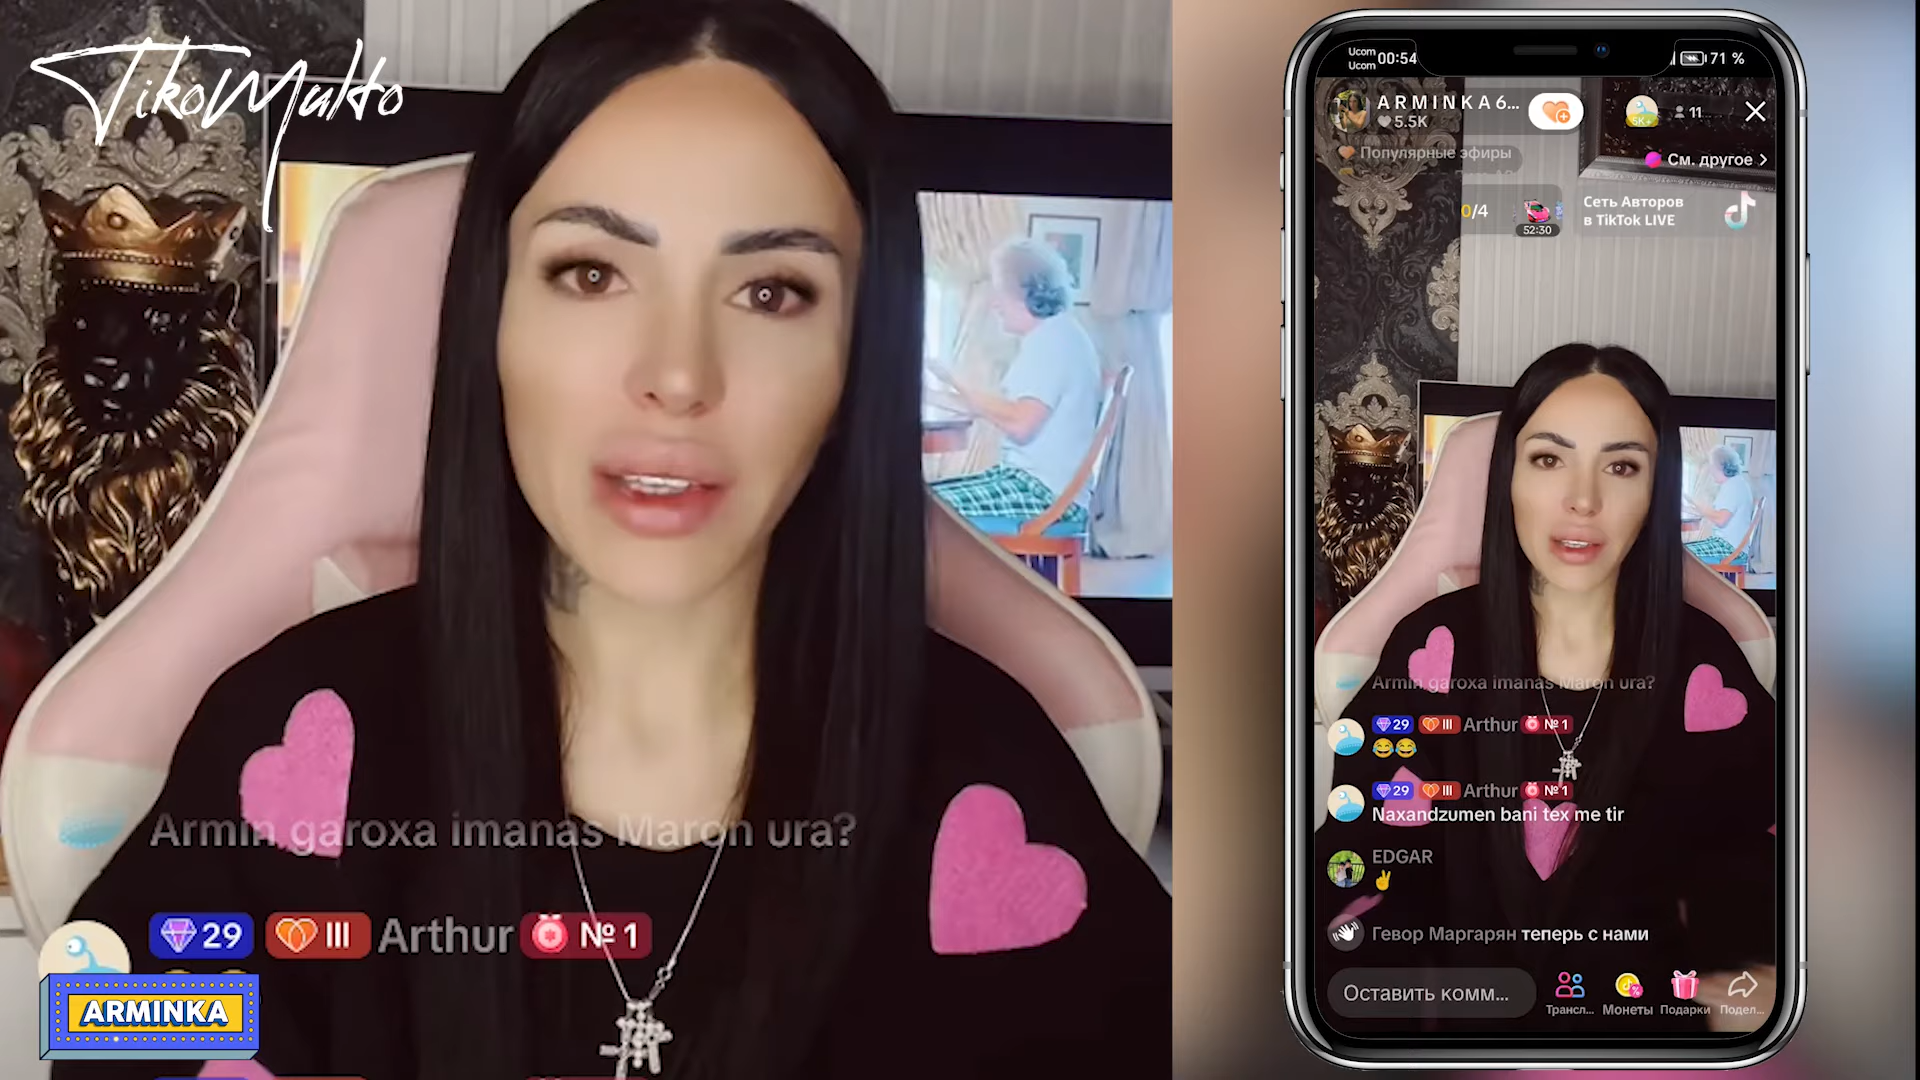 TikoMulto
Armin garoxa imanas Maron ura?
29 III Arthur № 1
ARMINKA
Ucom
Ucom
00:54
71 %
A R M I N K A 6...
5.5K
5K+
11...
Популярные эфиры
См. другое >
0/4
52:30
Сеть Авторов
в TikTok LIVE
Armin garoxa imanas Maron ura?
29 III Arthur № 1
29 III Arthur № 1
Naxandzumen bani tex me tir
EDGAR
Гевор Маргарян теперь с нами
Оставить комм...
Трансл...
Монеты
Подарки
Подел...